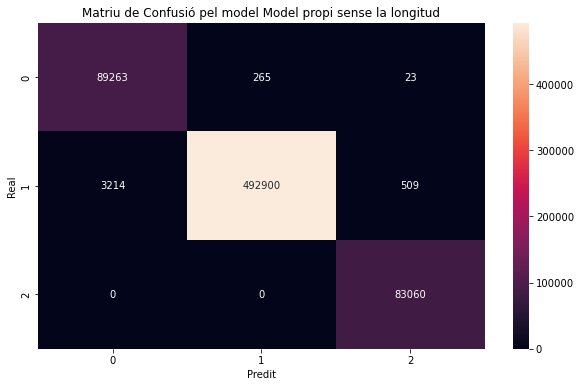 Matriu de Confusió pel model Model propi sense la longitud
Real
0
89263 265 23
1
3214 492900 509
2
0 0 83060
0 1 2
Predit
400000
300000
200000
100000
0